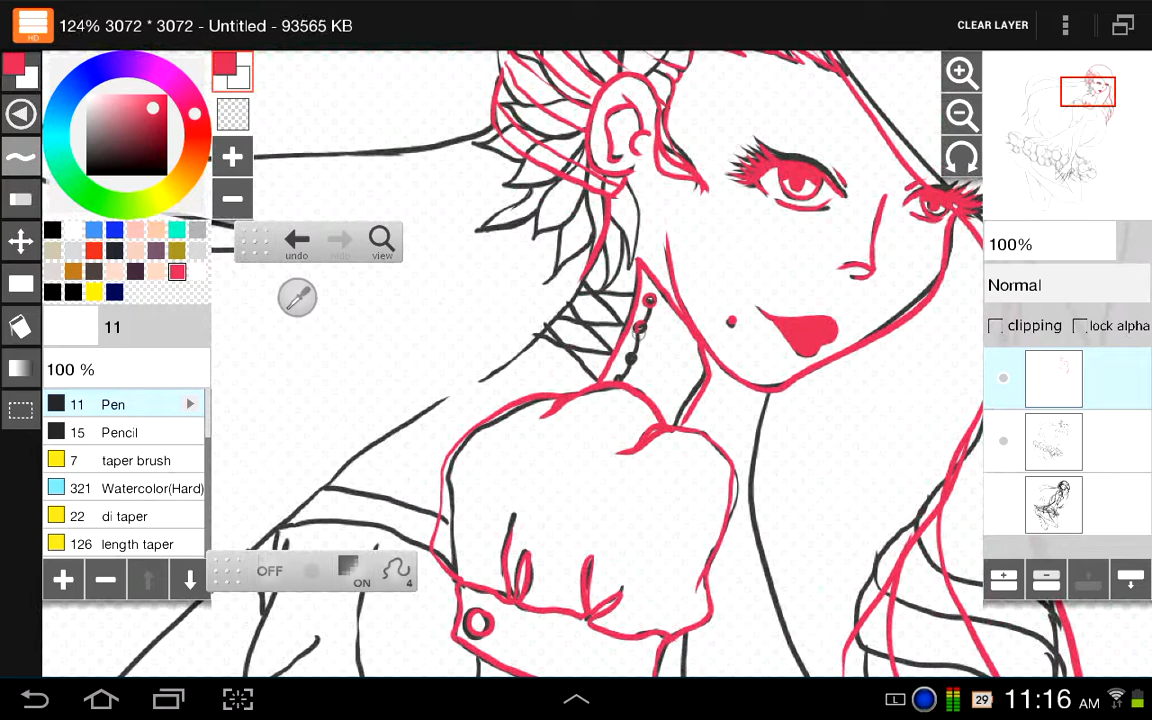 HD
124% 3072 * 3072 - Untitled - 93565 KB
CLEAR LAYER
undo
view
100%
Normal
clipping
lock alpha
11
100 %
11 Pen
15 Pencil
7 taper brush
321 Watercolor(Hard)
22 di taper
126 length taper
OFF
ON
4
L
29
11:16 AM